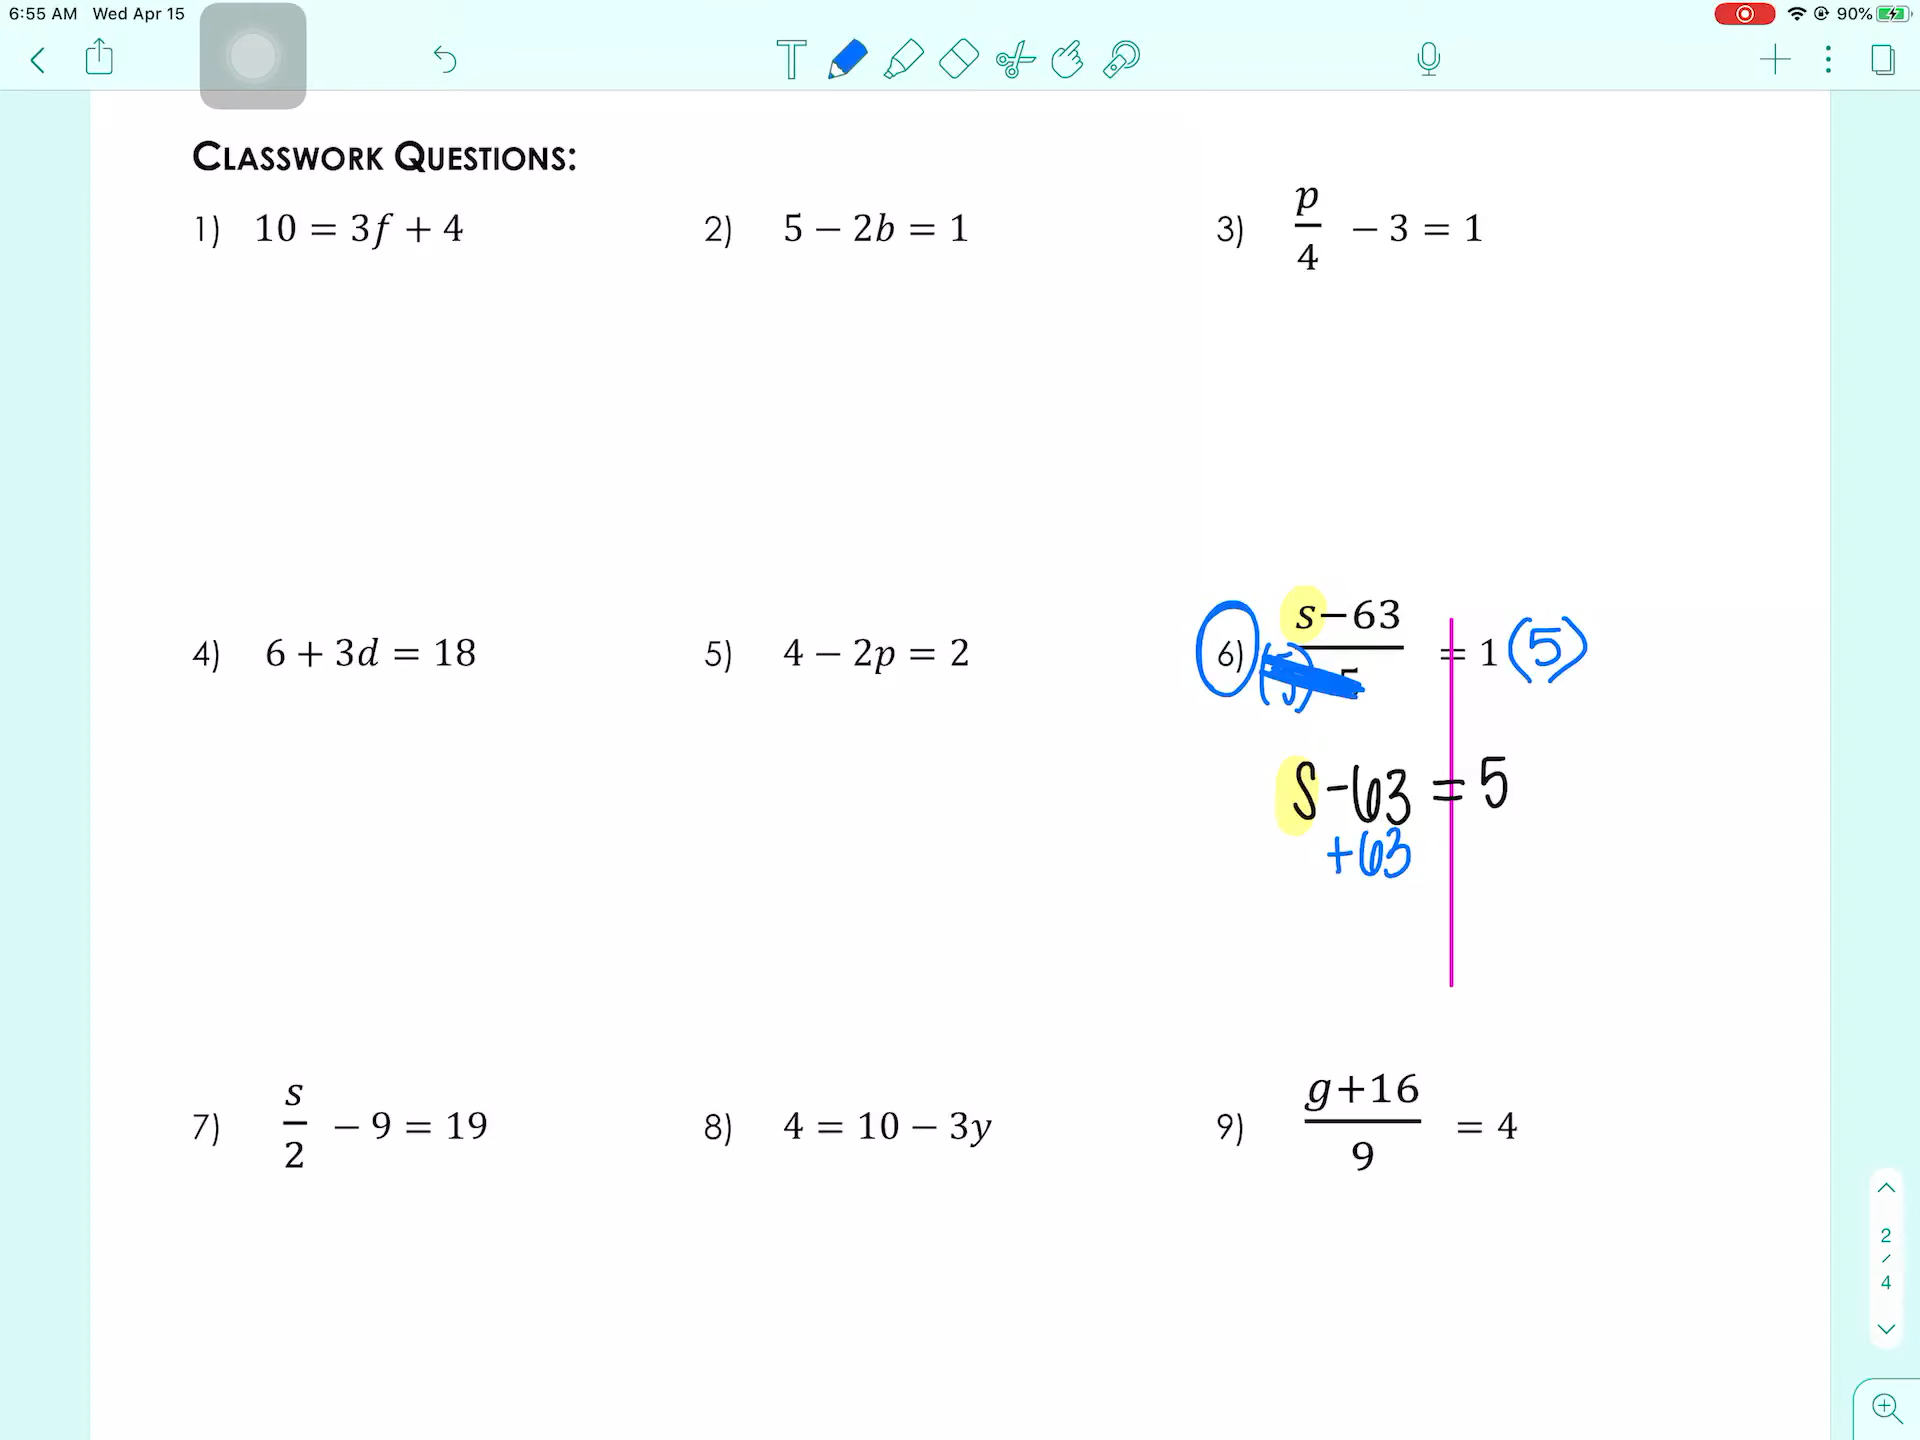 6:55 AM Wed Apr 15
90%
T
CLASSWORK QUESTIONS:
1) 10 = 3f + 4
2) 5 − 2b = 1
3) p/4 − 3 = 1
4) 6 + 3d = 18
5) 4 − 2p = 2
6) (5) s−63/5 = 1 (5)
s-63 = 5
+63
7) s/2 − 9 = 19
8) 4 = 10 − 3y
9) g+16/9 = 4
2
/
4